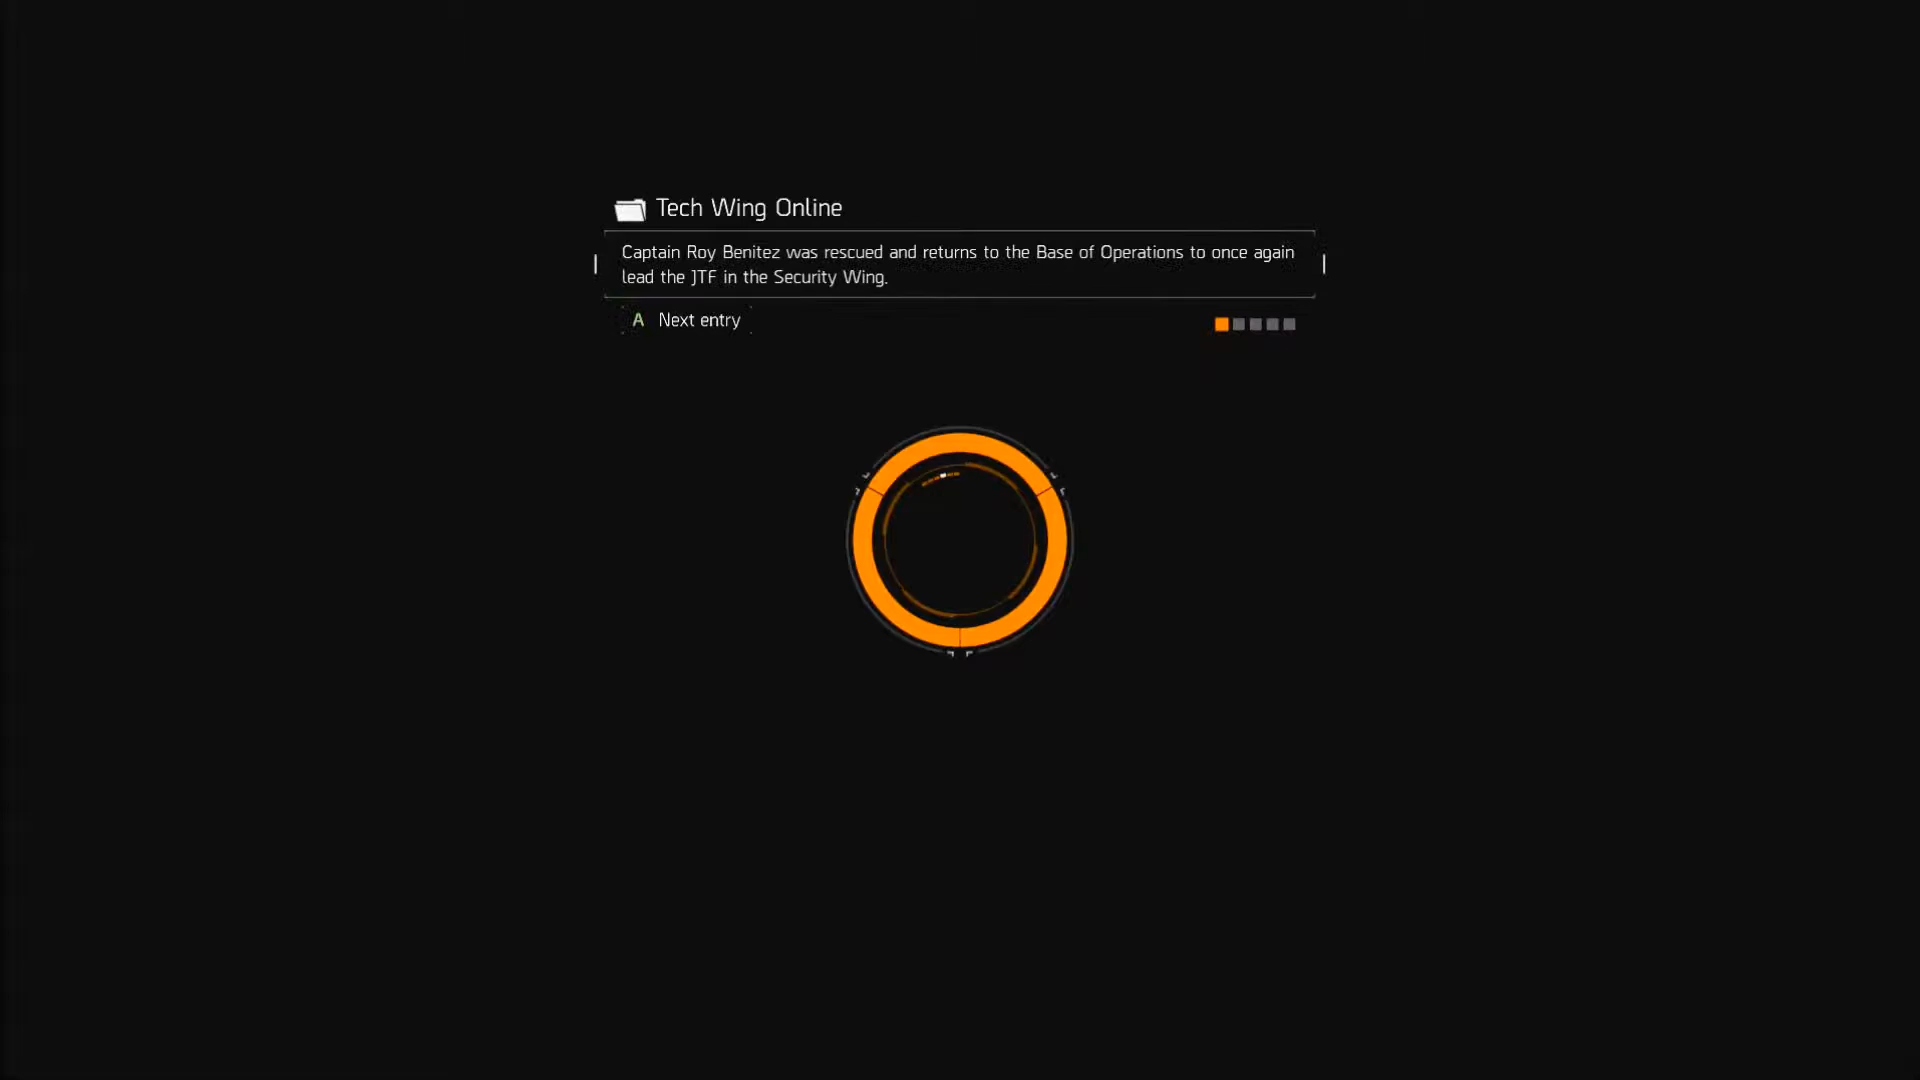 Tech Wing Online
Captain Roy Benitez was rescued and returns to the Base of Operations to once again
lead the JTF in the Security Wing.
A Next entry